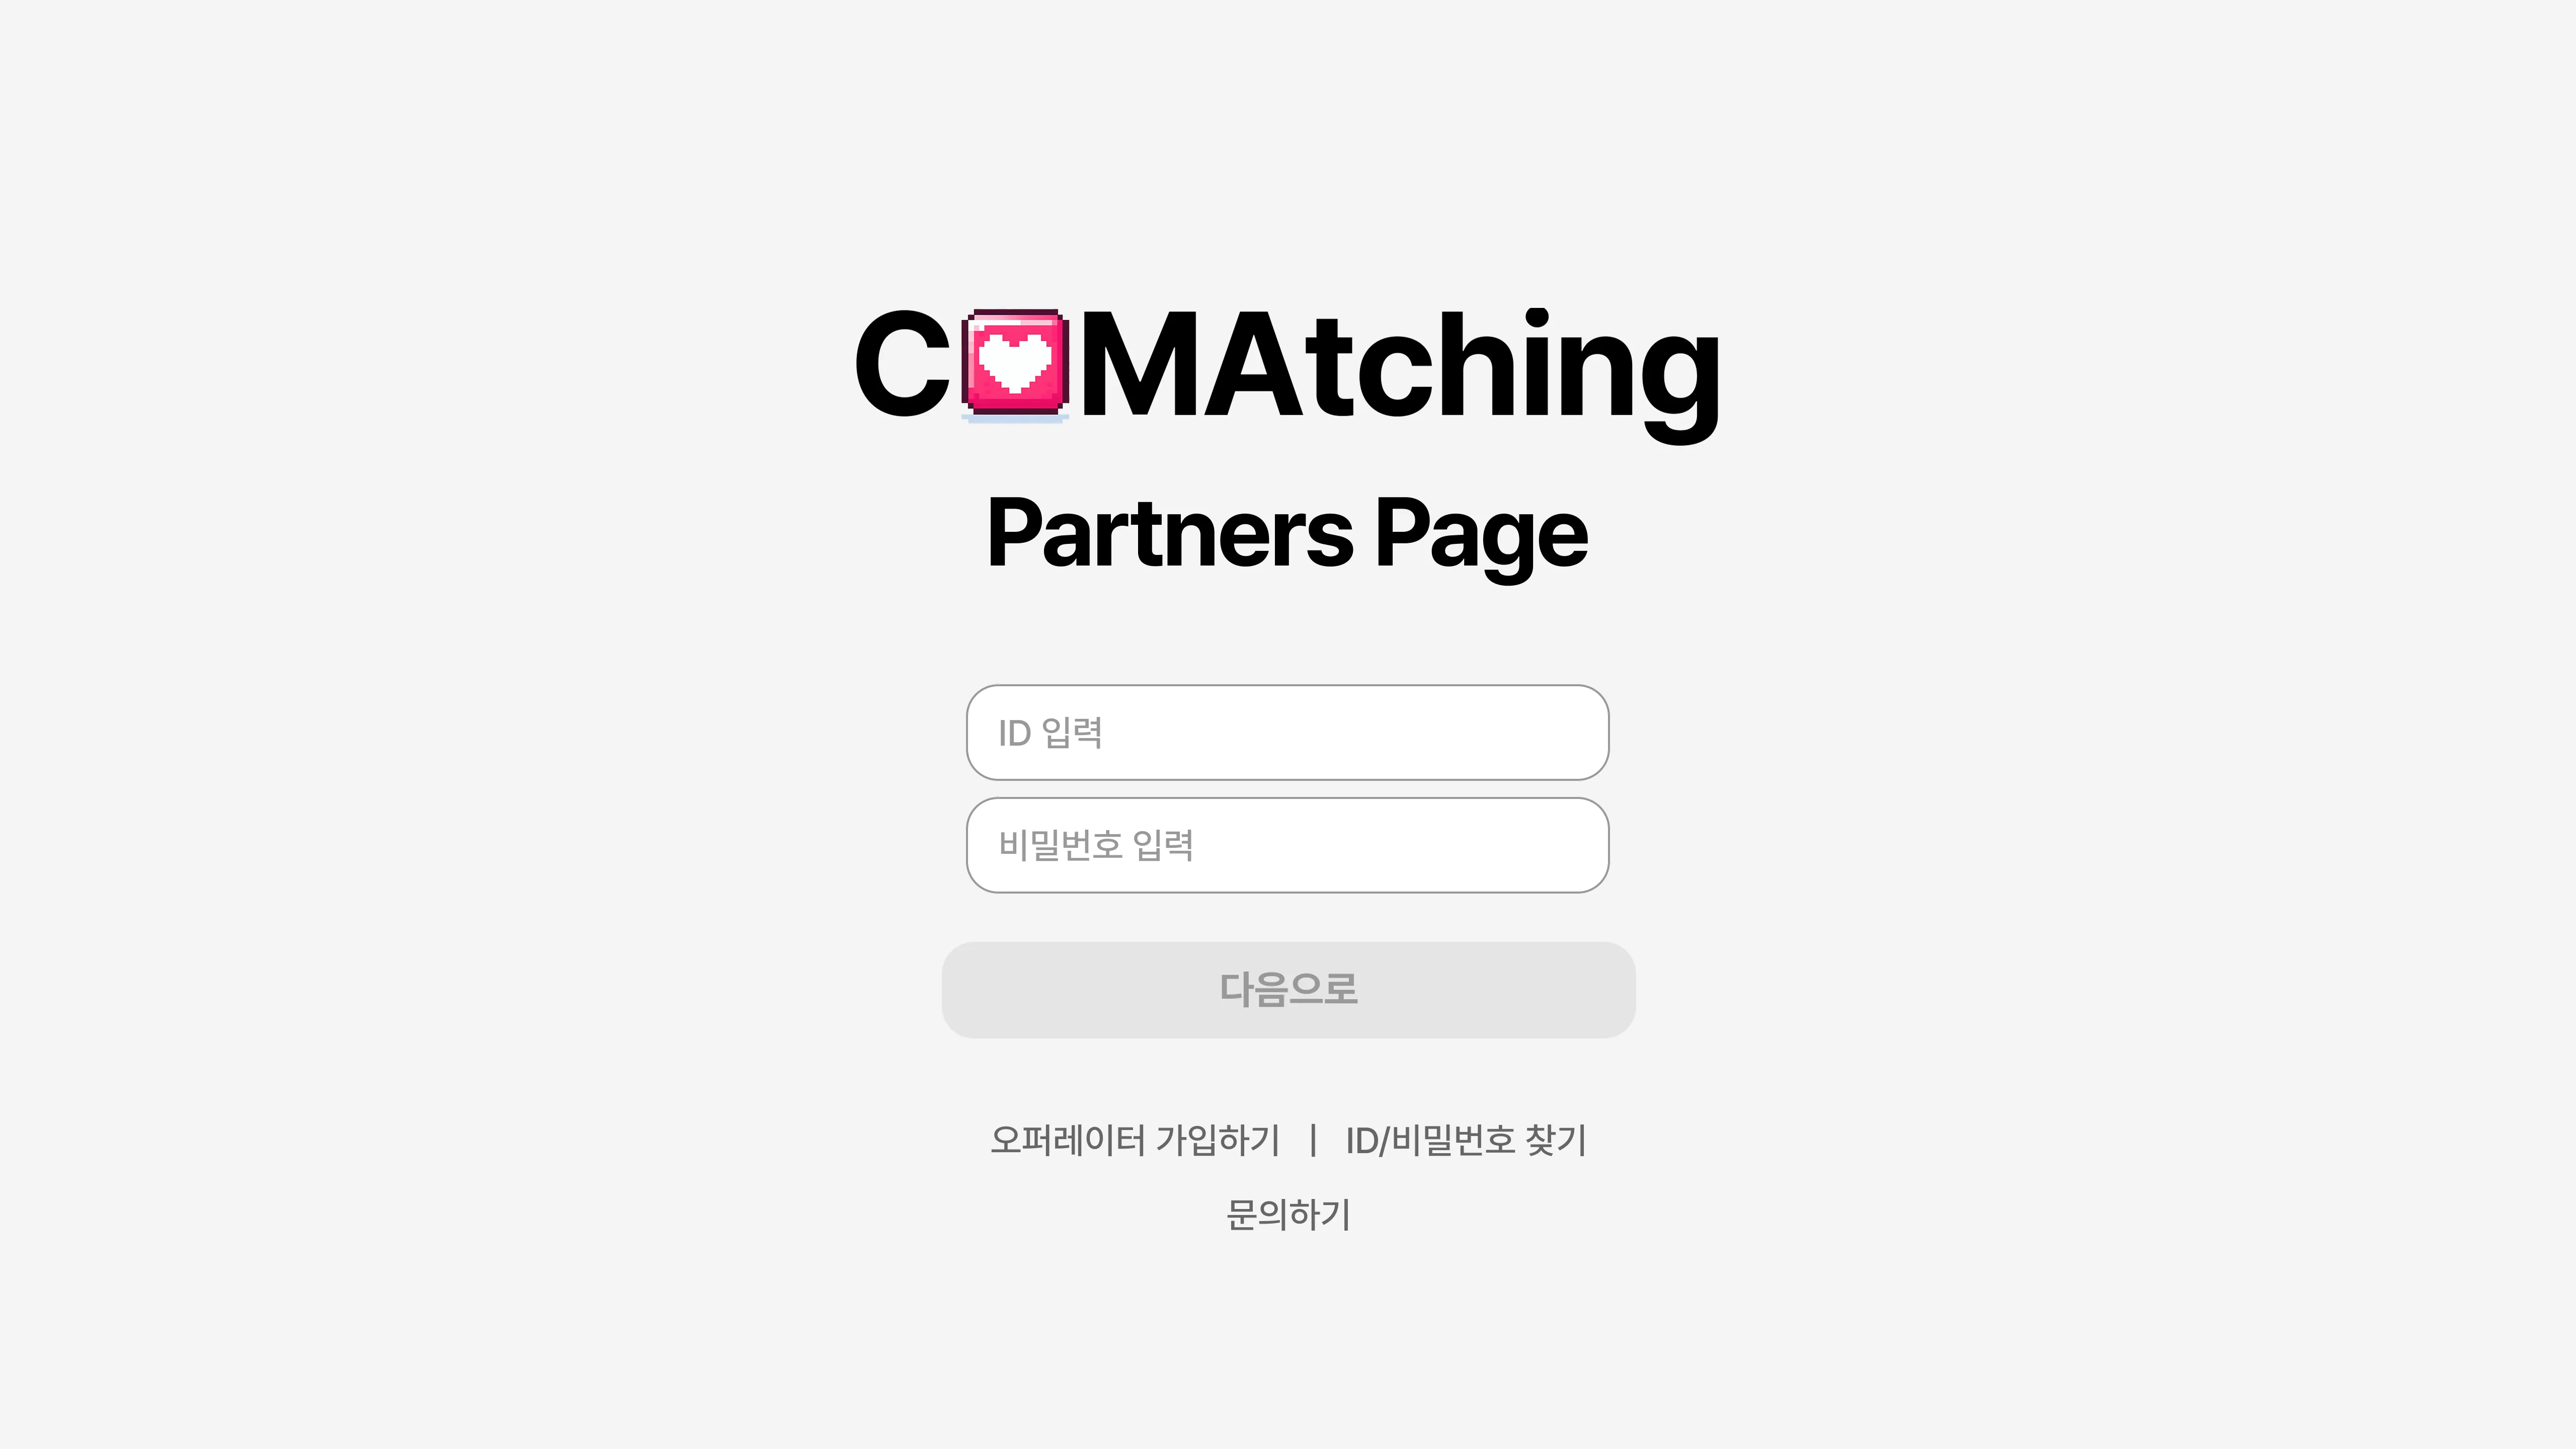 COMAtching
Partners Page
ID 입력
비밀번호 입력
다음으로
오퍼레이터 가입하기 | ID/비밀번호 찾기
문의하기